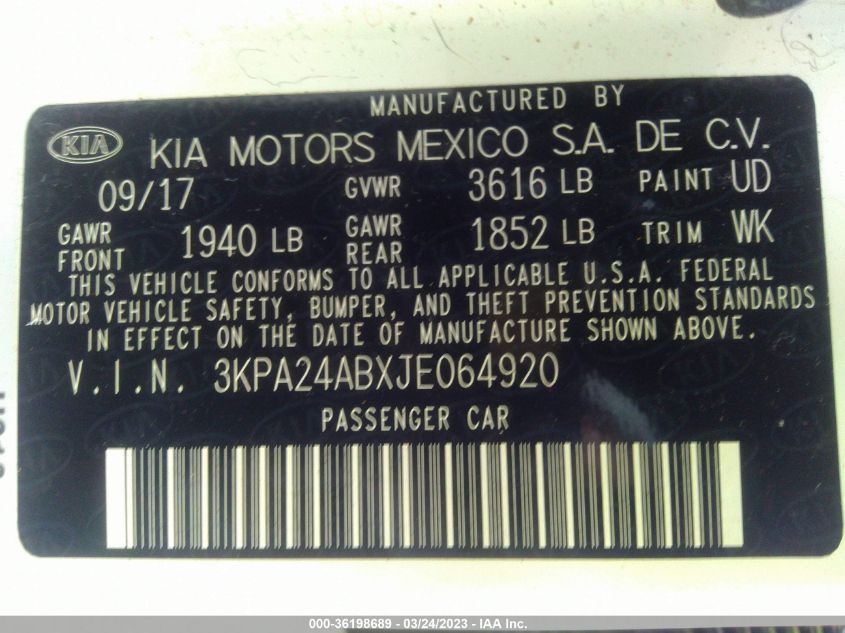 MANUFACTURED BY
KIA KIA MOTORS MEXICO S.A. DE C.V.
09/17 GVWR 3616 LB PAINT UD
GAWR FRONT 1940 LB GAWR REAR 1852 LB TRIM WK
THIS VEHICLE CONFORMS TO ALL APPLICABLE U.S.A. FEDERAL
MOTOR VEHICLE SAFETY, BUMPER, AND THEFT PREVENTION STANDARDS
IN EFFECT ON THE DATE OF MANUFACTURE SHOWN ABOVE.
V.I.N. 3KPA24ABXJE064920
PASSENGER CAR
000-36198689 - 03/24/2023 - IAA Inc.